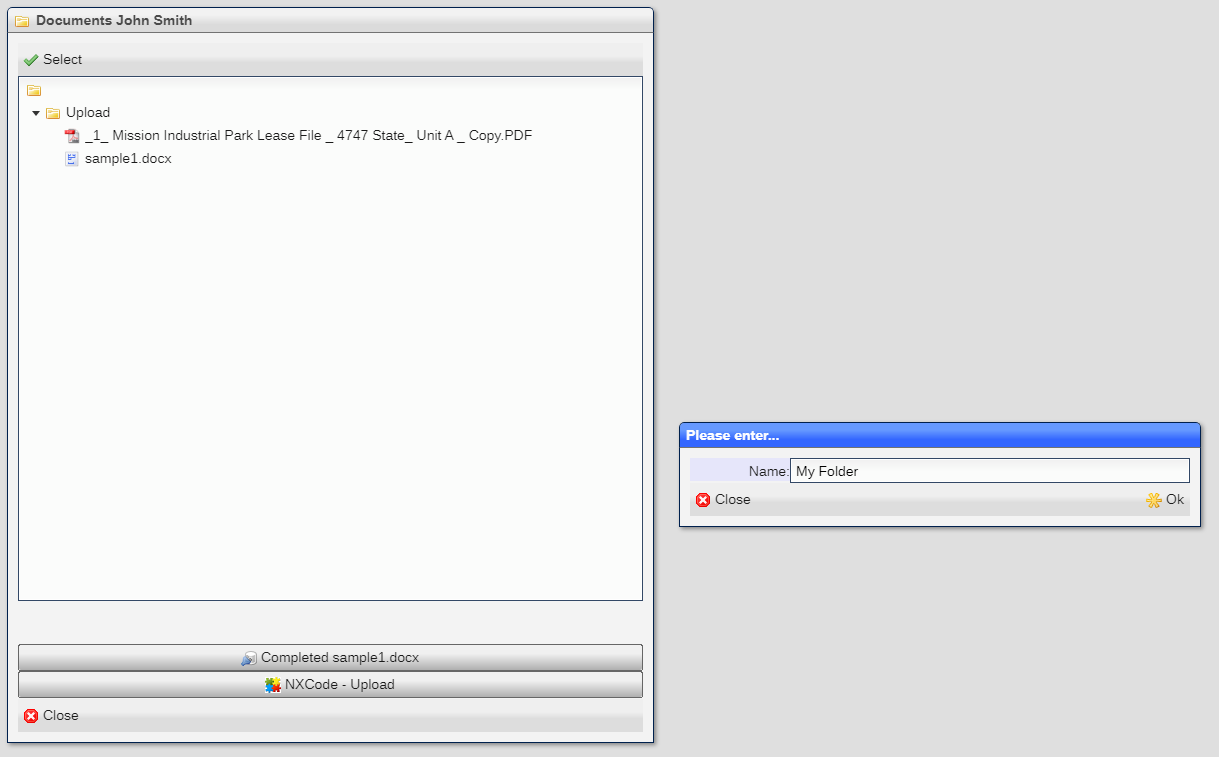 Documents John Smith
Select
Upload
_1_ Mission Industrial Park Lease File _ 4747 State_ Unit A _ Copy.PDF
sample1.docx
Completed sample1.docx
NXCode - Upload
Close
Please enter...
Name: My Folder
Close Ok